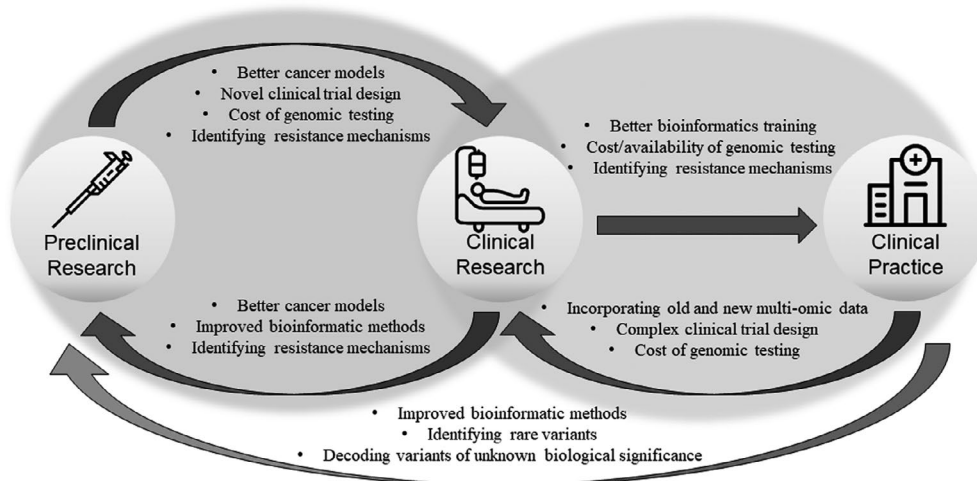 • Better cancer models
• Novel clinical trial design
• Cost of genomic testing
• Identifying resistance mechanisms
• Better bioinformatics training
• Cost/availability of genomic testing
• Identifying resistance mechanisms
Preclinical
Research
Clinical
Research
Clinical
Practice
• Better cancer models
• Improved bioinformatic methods
• Identifying resistance mechanisms
• Incorporating old and new multi-omic data
• Complex clinical trial design
• Cost of genomic testing
• Improved bioinformatic methods
• Identifying rare variants
• Decoding variants of unknown biological significance